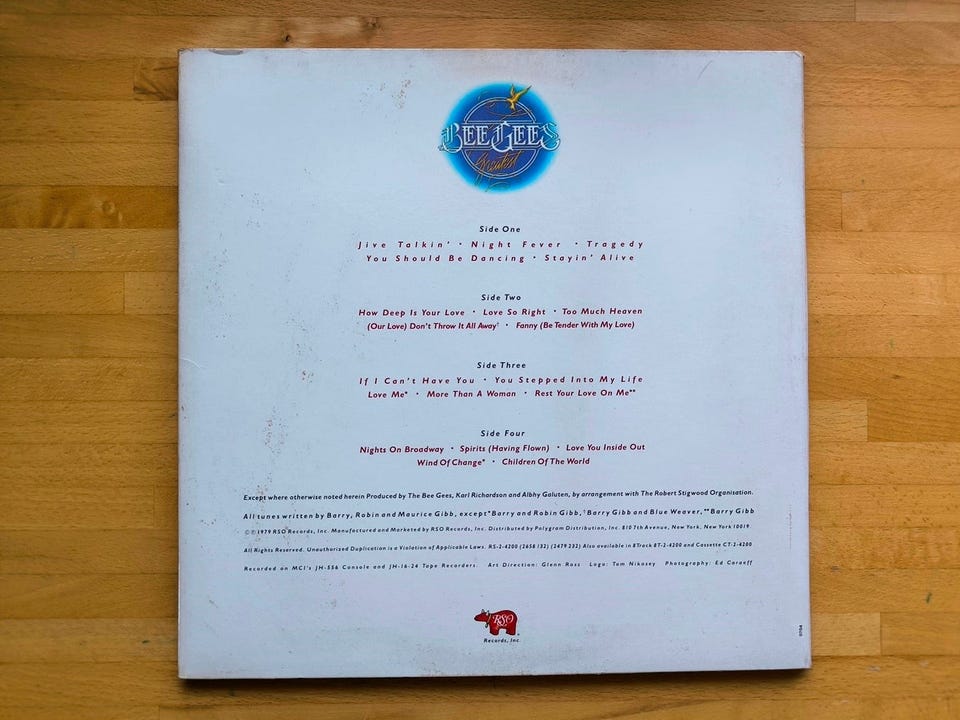 BEE GEES
Greatest
Side One
Jive Talkin' · Night Fever · Tragedy
You Should Be Dancing · Stayin' Alive
Side Two
How Deep Is Your Love · Love So Right · Too Much Heaven
(Our Love) Don't Throw It All Away† · Fanny (Be Tender With My Love)
Side Three
If I Can't Have You · You Stepped Into My Life
Love Me* · More Than A Woman · Rest Your Love On Me**
Side Four
Nights On Broadway · Spirits (Having Flown) · Love You Inside Out
Wind Of Change* · Children Of The World
Except where otherwise noted herein Produced by The Bee Gees, Karl Richardson and Albhy Galuten, by arrangement with The Robert Stigwood Organisation.
All tunes written by Barry, Robin and Maurice Gibb, except *Barry and Robin Gibb, †Barry Gibb and Blue Weaver, **Barry Gibb
©℗1979 RSO Records, Inc. Manufactured and Marketed by RSO Records, Inc. Distributed by Polygram Distribution, Inc. 810 7th Avenue, New York, New York 10019.
All Rights Reserved. Unauthorized Duplication is a Violation of Applicable Laws. RS-2-4200 (2658 132) (2479 232) Also available in 8Track 8T-2-4200 and Cassette CT-2-4200
Recorded on MCI's JH-556 Console and JH-16-24 Tape Recorders. Art Direction: Glenn Ross Logo: Tom Nikosey Photography: Ed Caraeff
RSO
Records, Inc.